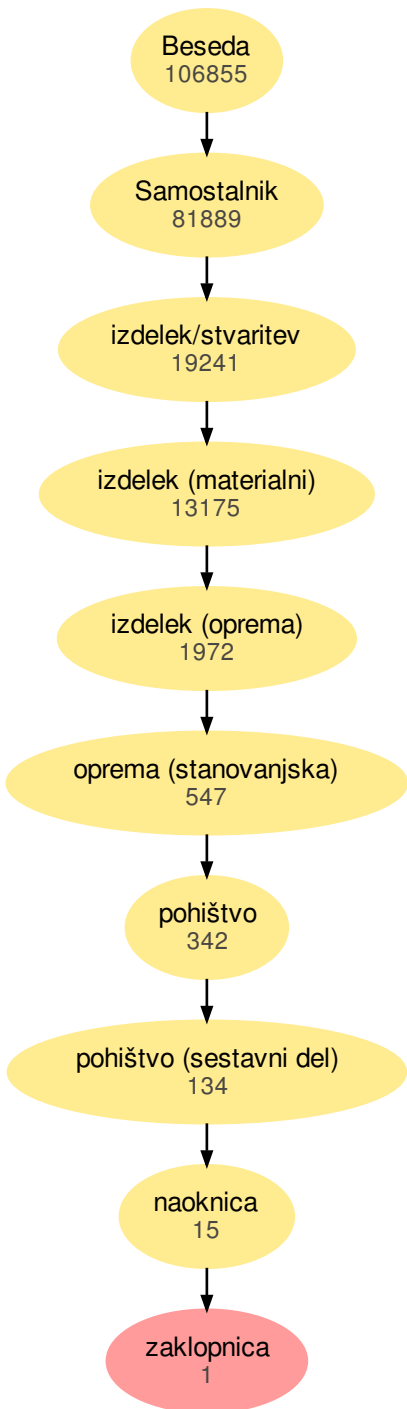 Beseda
106855
Samostalnik
81889
izdelek/stvaritev
19241
izdelek (materialni)
13175
izdelek (oprema)
1972
oprema (stanovanjska)
547
pohištvo
342
pohištvo (sestavni del)
134
naoknica
15
zaklopnica
1